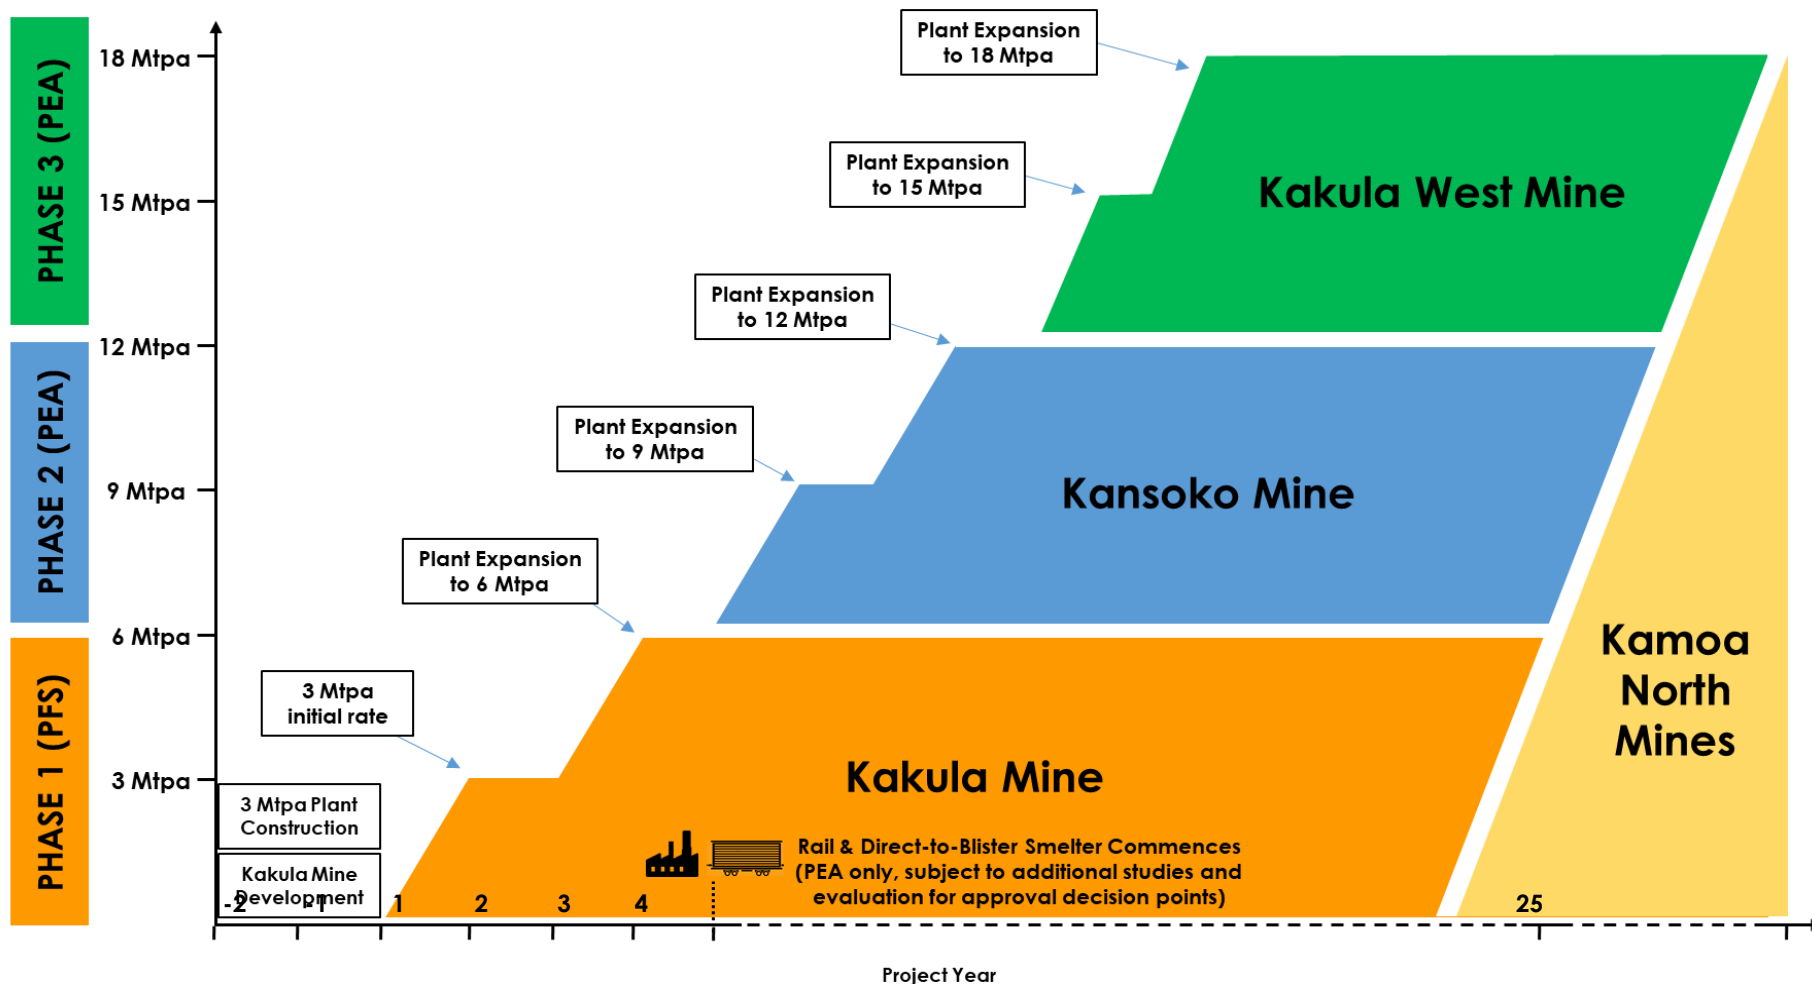 PHASE 3 (PEA)
PHASE 2 (PEA)
PHASE 1 (PFS)
18 Mtpa
15 Mtpa
12 Mtpa
9 Mtpa
6 Mtpa
3 Mtpa
Plant Expansion
to 18 Mtpa
Plant Expansion
to 15 Mtpa
Plant Expansion
to 12 Mtpa
Plant Expansion
to 9 Mtpa
Plant Expansion
to 6 Mtpa
3 Mtpa
initial rate
3 Mtpa Plant
Construction
Kakula Mine
Development
Kakula West Mine
Kansoko Mine
Kakula Mine
Kamoa
North
Mines
Rail & Direct-to-Blister Smelter Commences
(PEA only, subject to additional studies and
evaluation for approval decision points)
-2 -1 1 2 3 4 25
Project Year